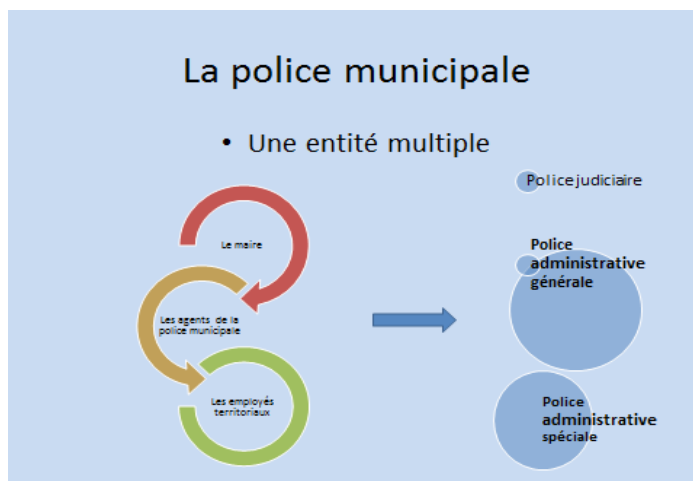 La police municipale
• Une entité multiple
Le maire
Les agents de la
police municipale
Les employés
territoriaux
Police judiciaire
Police
administrative
générale
Police
administrative
spéciale